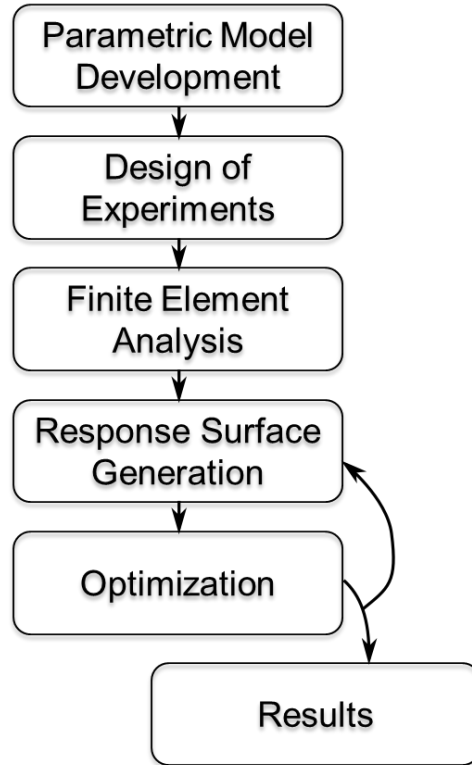 Parametric Model
Development
Design of
Experiments
Finite Element
Analysis
Response Surface
Generation
Optimization
Results